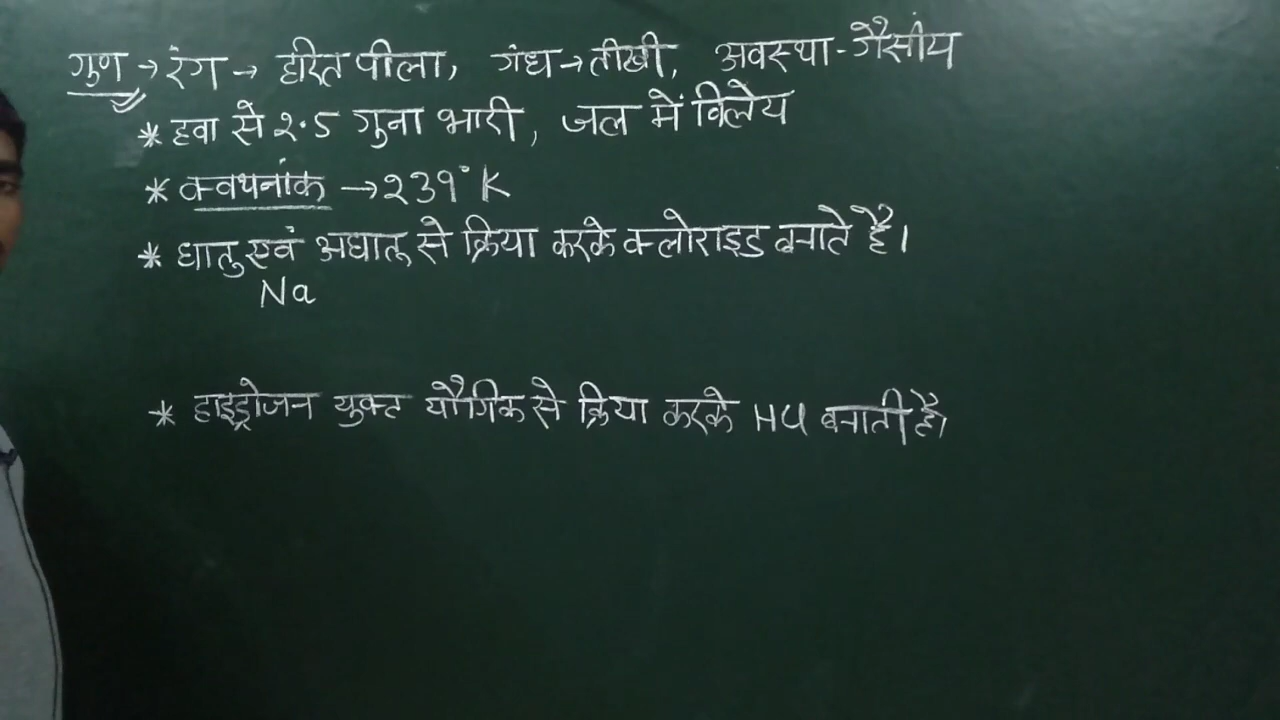 गुण → रंग → हरित पीला, गंध → तीखी, अवस्था - गैसीय
* हवा से 2.5 गुना भारी, जल में विलेय
* क्वथनांक → 239°K
* धातु एवं अधातु से क्रिया करके क्लोराइड बनाते है।
Na
* हाइड्रोजन युक्त यौगिक से क्रिया करके HCl बनाती है।